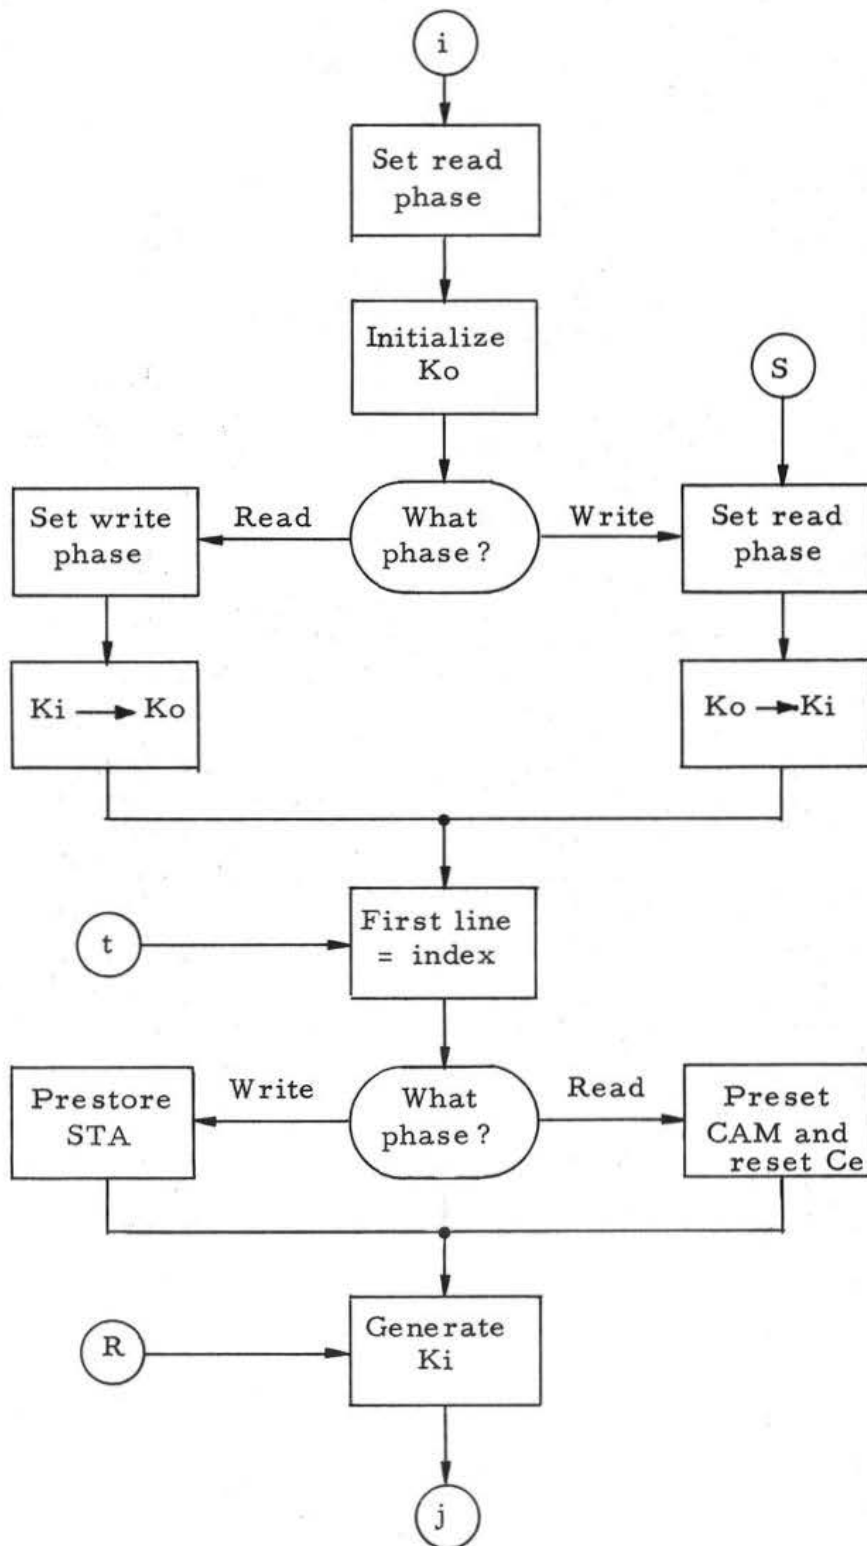 i
Set read
phase
Initialize
Ko
S
Set write
phase
Read
What
phase?
Write
Set read
phase
Ki → Ko
Ko → Ki
t
First line
= index
Prestore
STA
Write
What
phase?
Read
Preset
CAM and
reset Ce
R
Generate
Ki
j